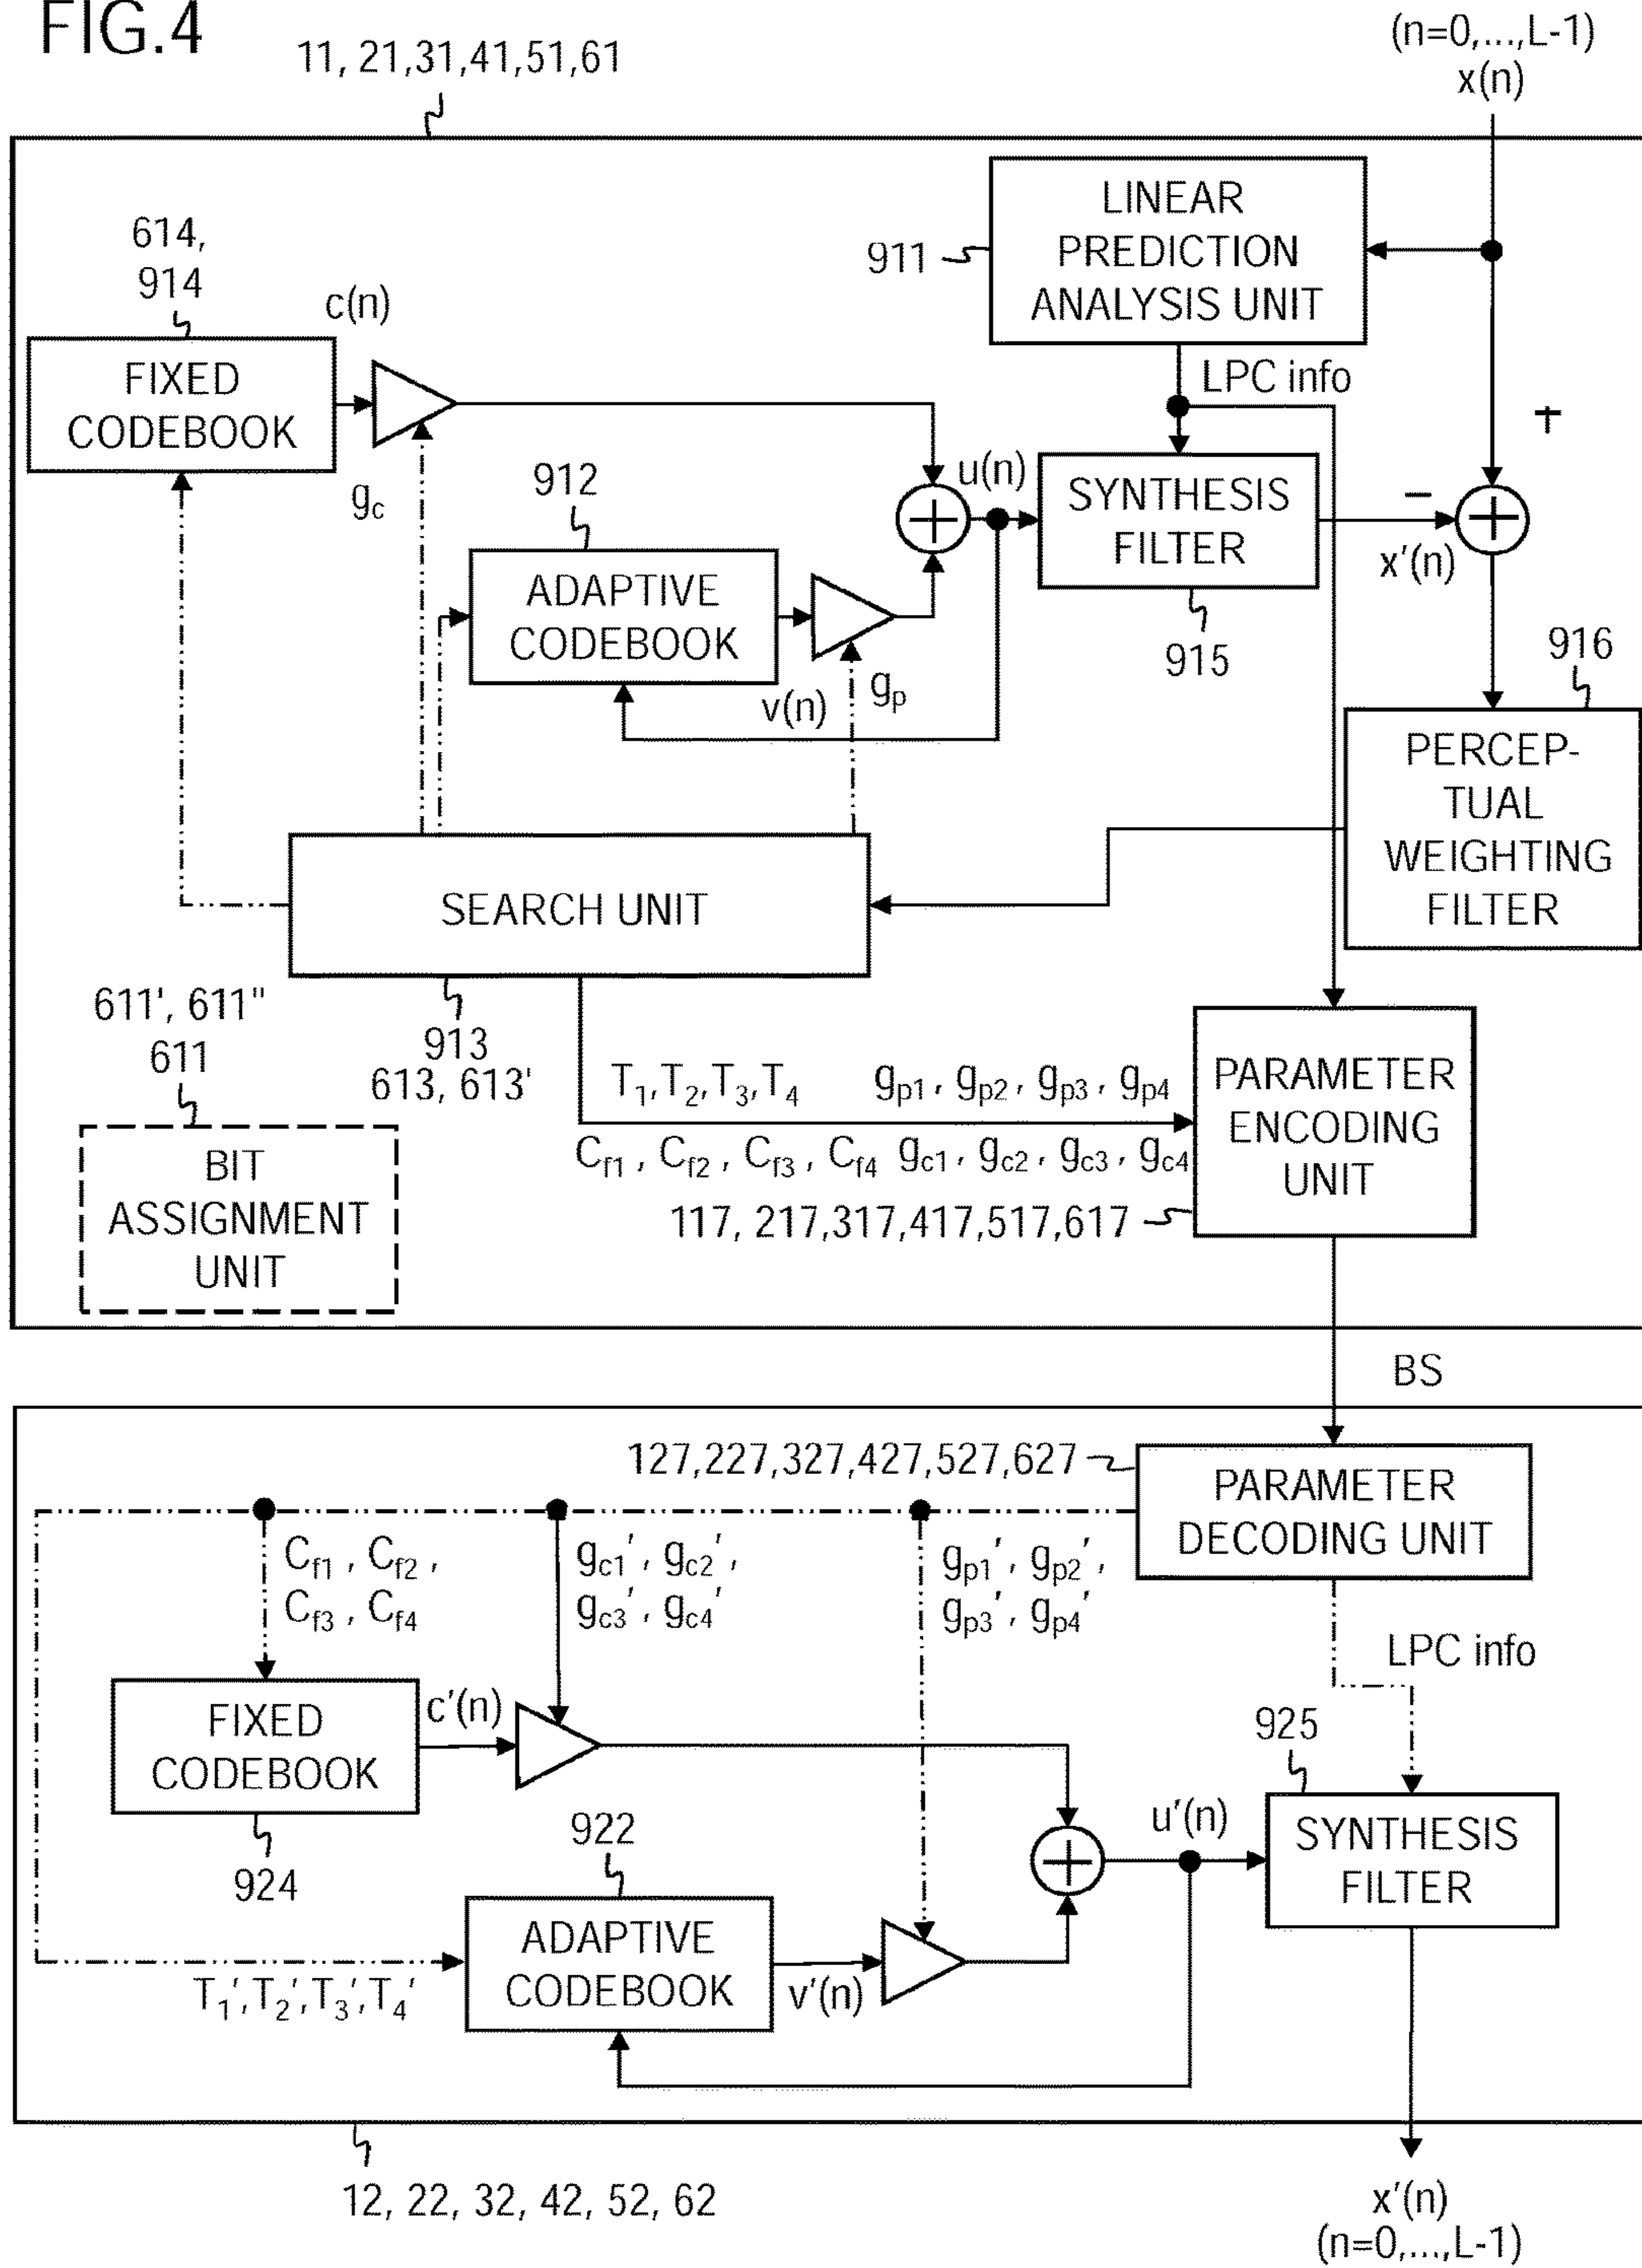 FIG.4
11, 21,31,41,51,61
(n=0,...,L-1)
x(n)
LINEAR
PREDICTION
ANALYSIS UNIT
911
614,
914
c(n)
FIXED
CODEBOOK
LPC info
+
gc
912
u(n)
SYNTHESIS
FILTER
−
x'(n)
+
+
ADAPTIVE
CODEBOOK
915
916
v(n)
gp
PERCEP-
TUAL
WEIGHTING
FILTER
SEARCH UNIT
611', 611"
611
913
613, 613'
T1,T2,T3,T4
gp1, gp2, gp3, gp4
PARAMETER
ENCODING
UNIT
Cf1, Cf2, Cf3, Cf4 gc1, gc2, gc3, gc4
BIT
ASSIGNMENT
UNIT
117, 217,317,417,517,617
BS
127,227,327,427,527,627
PARAMETER
DECODING UNIT
Cf1, Cf2,
Cf3, Cf4
gc1', gc2',
gc3', gc4'
gp1', gp2',
gp3', gp4'
LPC info
FIXED
CODEBOOK
c'(n)
925
924
922
u'(n)
+
SYNTHESIS
FILTER
ADAPTIVE
CODEBOOK
T1',T2',T3',T4'
v'(n)
12, 22, 32, 42, 52, 62
x'(n)
(n=0,...,L-1)